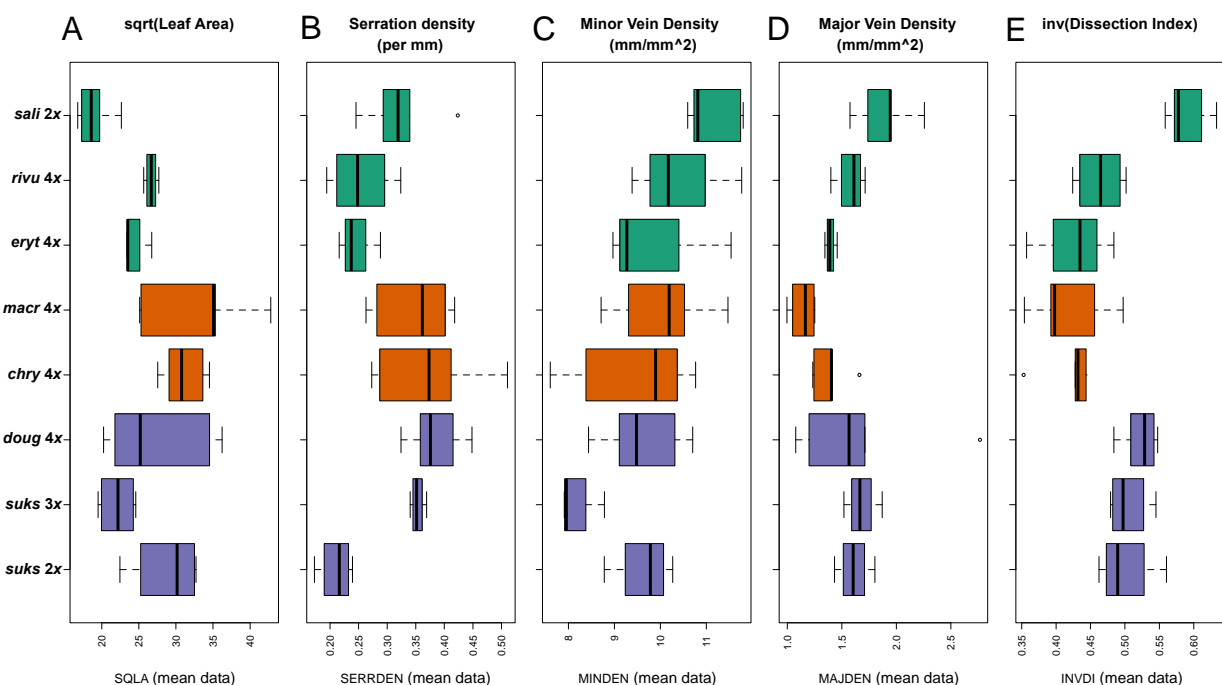 A sqrt(Leaf Area)
B Serration density
(per mm)
C Minor Vein Density
(mm/mm^2)
D Major Vein Density
(mm/mm^2)
E inv(Dissection Index)
sali 2x
rivu 4x
eryt 4x
macr 4x
chry 4x
doug 4x
suks 3x
suks 2x
20 25 30 35 40
0.20 0.25 0.30 0.35 0.40 0.45 0.50
8 9 10 11
1.0 1.5 2.0 2.5
0.35 0.40 0.45 0.50 0.55 0.60
SQLA (mean data)
SERRDEN (mean data)
MINDEN (mean data)
MAJDEN (mean data)
INVDI (mean data)